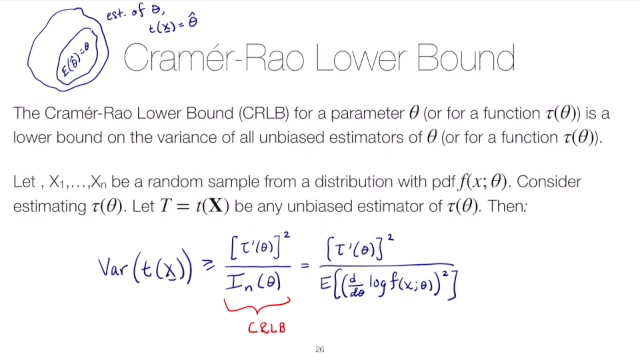 est. of θ,
t(x̰) = θ̂
E(θ̂)=θ
Cramér-Rao Lower Bound
The Cramér-Rao Lower Bound (CRLB) for a parameter θ (or for a function τ(θ)) is a
lower bound on the variance of all unbiased estimators of θ (or for a function τ(θ)).
Let , X₁,…,Xₙ be a random sample from a distribution with pdf f(x; θ). Consider
estimating τ(θ). Let T = t(𝐗) be any unbiased estimator of τ(θ). Then:
Var(t(x̰)) ≥ [τ'(θ)]² / Iₙ(θ) = [τ'(θ)]² / E[(d/dθ log f(x;θ))²]
CRLB
26